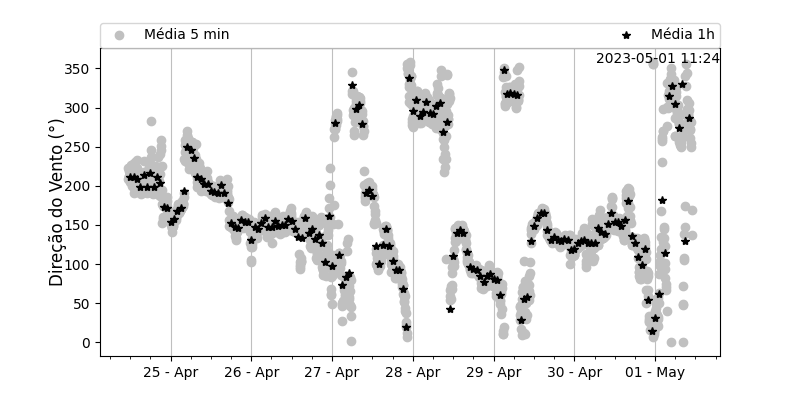 Média 5 min
Média 1h
2023-05-01 11:24
Direção do Vento (°)
350
300
250
200
150
100
50
0
25 - Apr
26 - Apr
27 - Apr
28 - Apr
29 - Apr
30 - Apr
01 - May